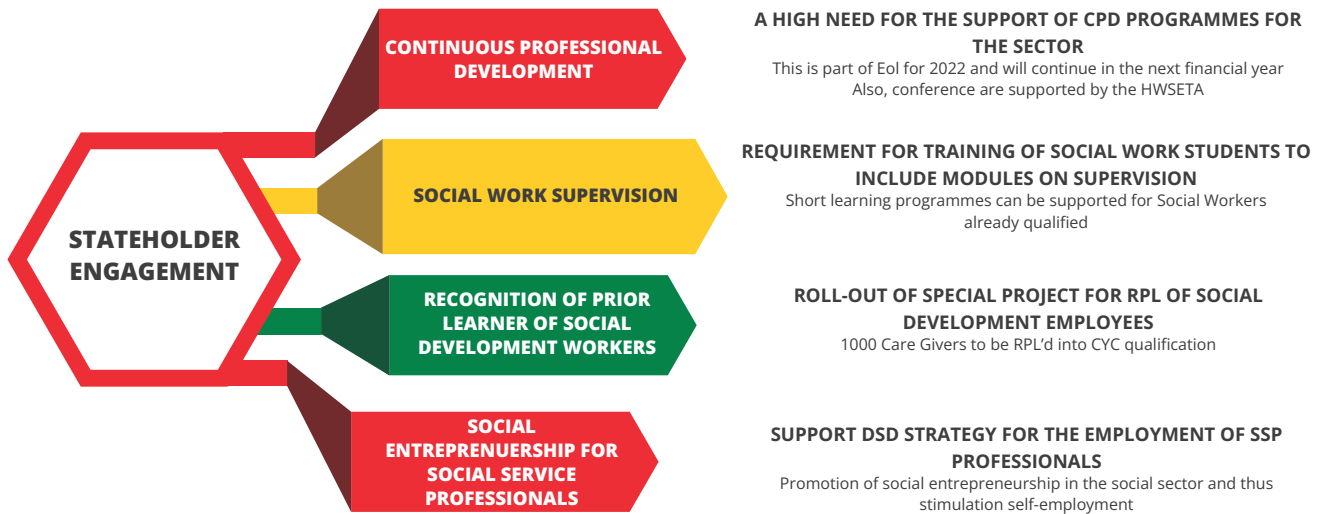 STATEHOLDER
ENGAGEMENT
CONTINUOUS PROFESSIONAL
DEVELOPMENT
A HIGH NEED FOR THE SUPPORT OF CPD PROGRAMMES FOR
THE SECTOR
This is part of EoI for 2022 and will continue in the next financial year
Also, conference are supported by the HWSETA
SOCIAL WORK SUPERVISION
REQUIREMENT FOR TRAINING OF SOCIAL WORK STUDENTS TO
INCLUDE MODULES ON SUPERVISION
Short learning programmes can be supported for Social Workers
already qualified
RECOGNITION OF PRIOR
LEARNER OF SOCIAL
DEVELOPMENT WORKERS
ROLL-OUT OF SPECIAL PROJECT FOR RPL OF SOCIAL
DEVELOPMENT EMPLOYEES
1000 Care Givers to be RPL'd into CYC qualification
SOCIAL
ENTREPRENUERSHIP FOR
SOCIAL SERVICE
PROFESSIONALS
SUPPORT DSD STRATEGY FOR THE EMPLOYMENT OF SSP
PROFESSIONALS
Promotion of social entrepreneurship in the social sector and thus
stimulation self-employment